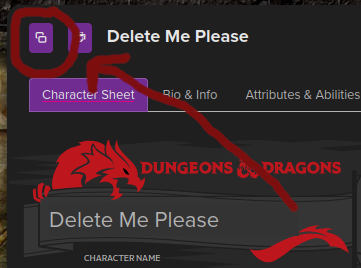 Delete Me Please
Character Sheet Bio & Info Attributes & Abilities
DUNGEONS & DRAGONS
Delete Me Please
CHARACTER NAME